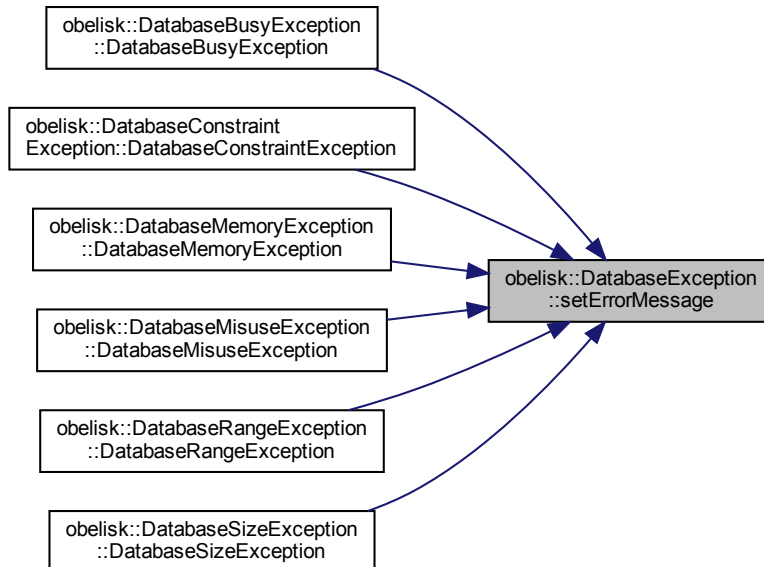 obelisk::DatabaseBusyException
::DatabaseBusyException
obelisk::DatabaseConstraint
Exception::DatabaseConstraintException
obelisk::DatabaseMemoryException
::DatabaseMemoryException
obelisk::DatabaseException
::setErrorMessage
obelisk::DatabaseMisuseException
::DatabaseMisuseException
obelisk::DatabaseRangeException
::DatabaseRangeException
obelisk::DatabaseSizeException
::DatabaseSizeException